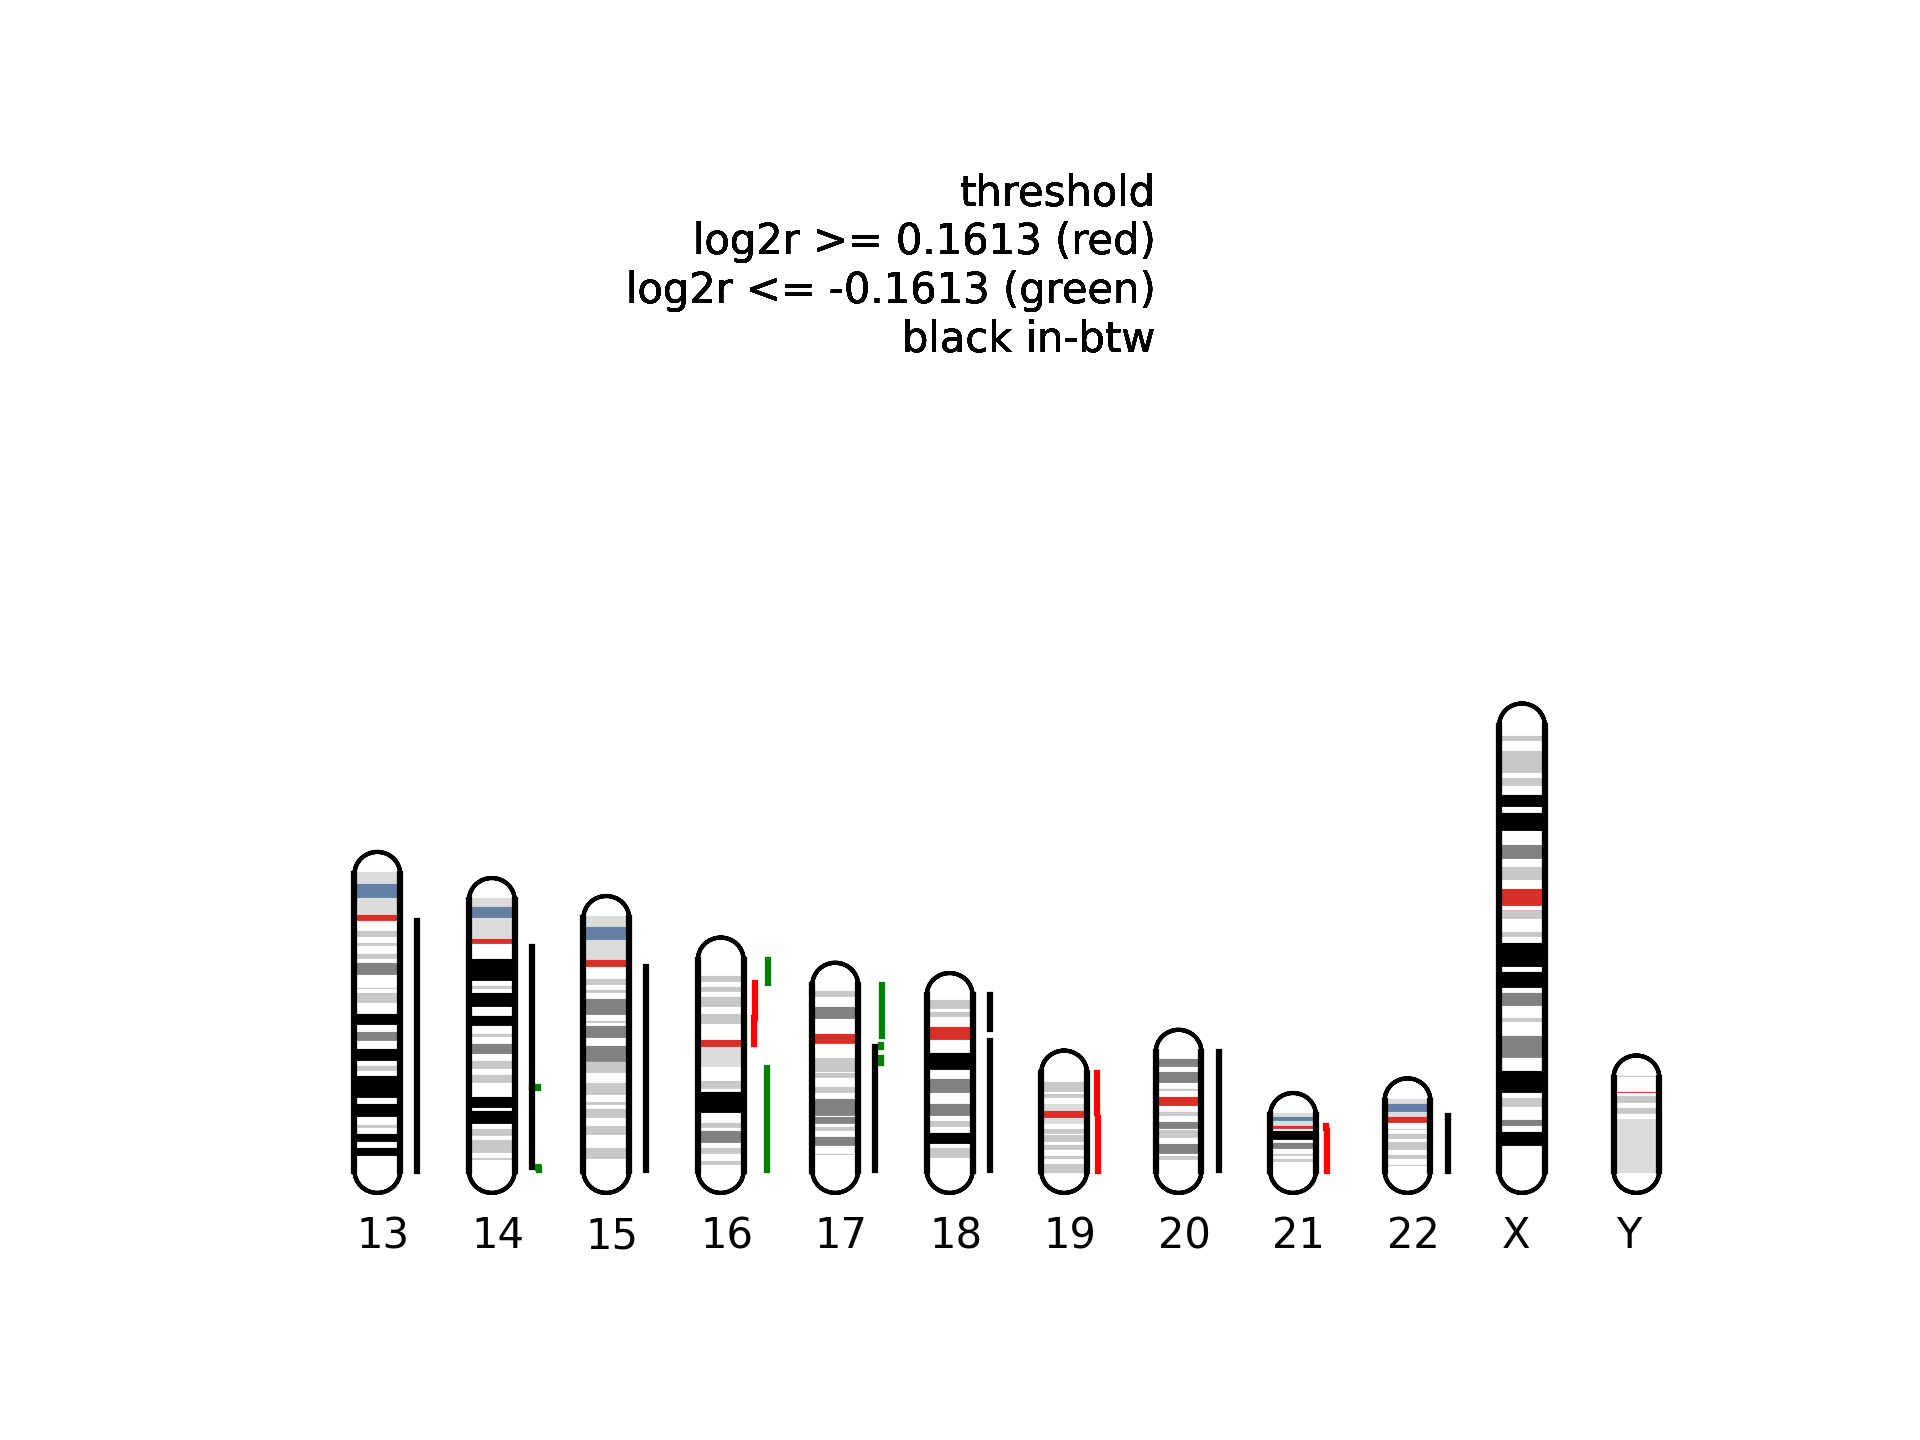 threshold
log2r >= 0.1613 (red)
log2r <= -0.1613 (green)
black in-btw
13 14 15 16 17 18 19 20 21 22 X Y